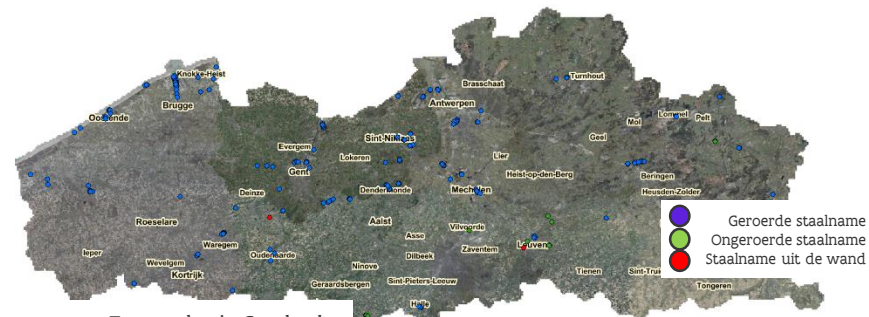 Knokke-Heist
Brugge
Oostende
Brasschaat
Turnhout
Antwerpen
Lommel
Pelt
Mol
Evergem
Sint-Niklaas
Geel
Lokeren
Lier
Gent
Heist-op-den-Berg
Beringen
Deinze
Dendermonde
Mechelen
Heusden-Zolder
Roeselare
Aalst
Vilvoorde
Asse
Leuven
Waregem
Ieper
Oudenaarde
Dilbeek
Zaventem
Wevelgem
Ninove
Kortrijk
Tienen
Geraardsbergen
Sint-Pieters-Leeuw
Tongeren
Halle
Geroerde staalname
Ongeroerde staalname
Staalname uit de wand